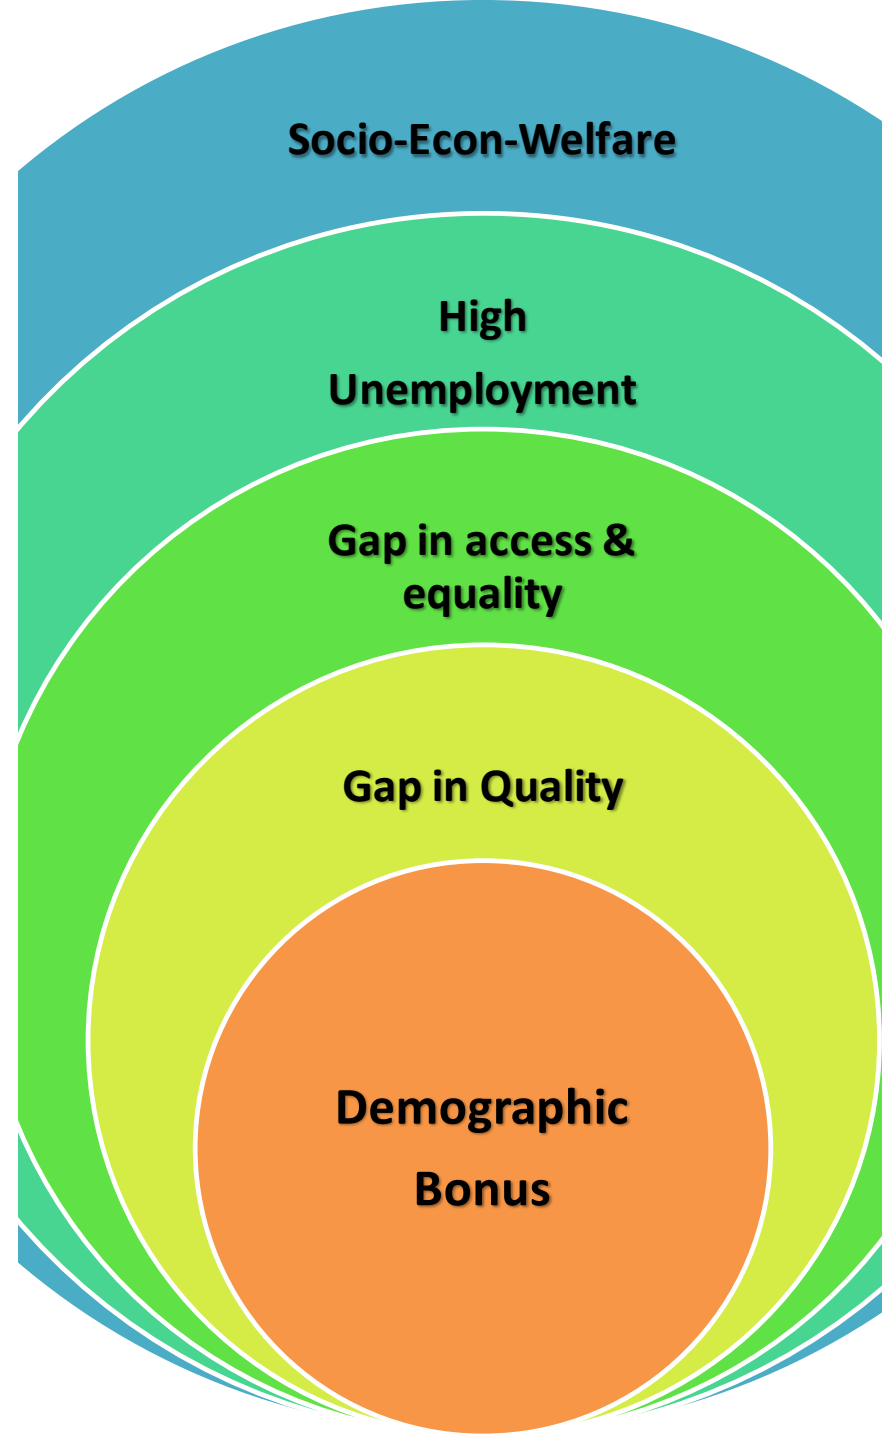 Socio-Econ-Welfare
High
Unemployment
Gap in access &
equality
Gap in Quality
Demographic
Bonus